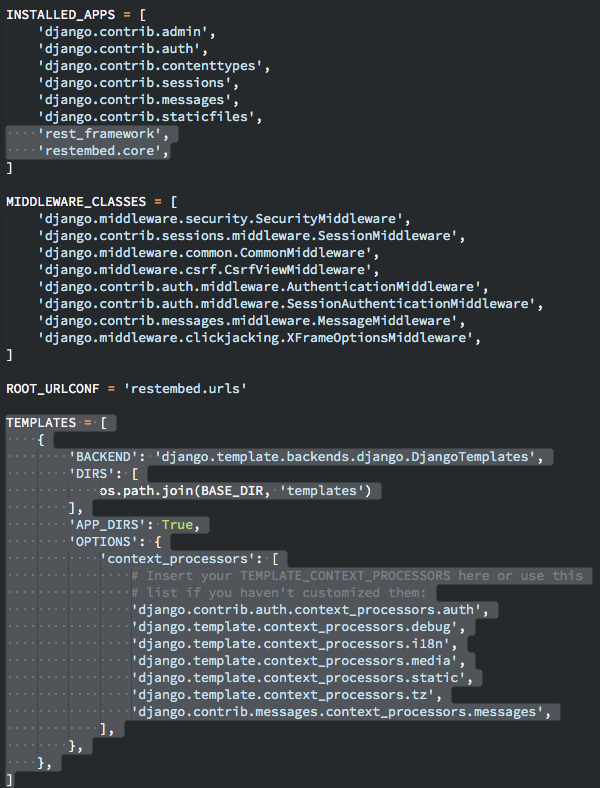 INSTALLED_APPS = [
    'django.contrib.admin',
    'django.contrib.auth',
    'django.contrib.contenttypes',
    'django.contrib.sessions',
    'django.contrib.messages',
    'django.contrib.staticfiles',
    'rest_framework',
    'restembed.core',
]

MIDDLEWARE_CLASSES = [
    'django.middleware.security.SecurityMiddleware',
    'django.contrib.sessions.middleware.SessionMiddleware',
    'django.middleware.common.CommonMiddleware',
    'django.middleware.csrf.CsrfViewMiddleware',
    'django.contrib.auth.middleware.AuthenticationMiddleware',
    'django.contrib.auth.middleware.SessionAuthenticationMiddleware',
    'django.contrib.messages.middleware.MessageMiddleware',
    'django.middleware.clickjacking.XFrameOptionsMiddleware',
]

ROOT_URLCONF = 'restembed.urls'

TEMPLATES = [
    {
        'BACKEND': 'django.template.backends.django.DjangoTemplates',
        'DIRS': [
            os.path.join(BASE_DIR, 'templates')
        ],
        'APP_DIRS': True,
        'OPTIONS': {
            'context_processors': [
                # Insert your TEMPLATE_CONTEXT_PROCESSORS here or use this
                # list if you haven't customized them:
                'django.contrib.auth.context_processors.auth',
                'django.template.context_processors.debug',
                'django.template.context_processors.i18n',
                'django.template.context_processors.media',
                'django.template.context_processors.static',
                'django.template.context_processors.tz',
                'django.contrib.messages.context_processors.messages',
            ],
        },
    },
]